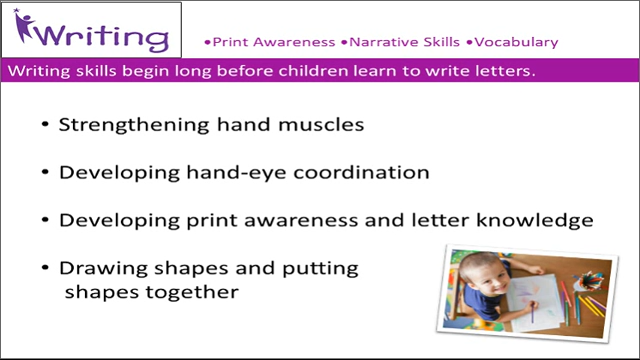 Writing
•Print Awareness •Narrative Skills •Vocabulary
Writing skills begin long before children learn to write letters.
• Strengthening hand muscles
• Developing hand-eye coordination
• Developing print awareness and letter knowledge
• Drawing shapes and putting
shapes together